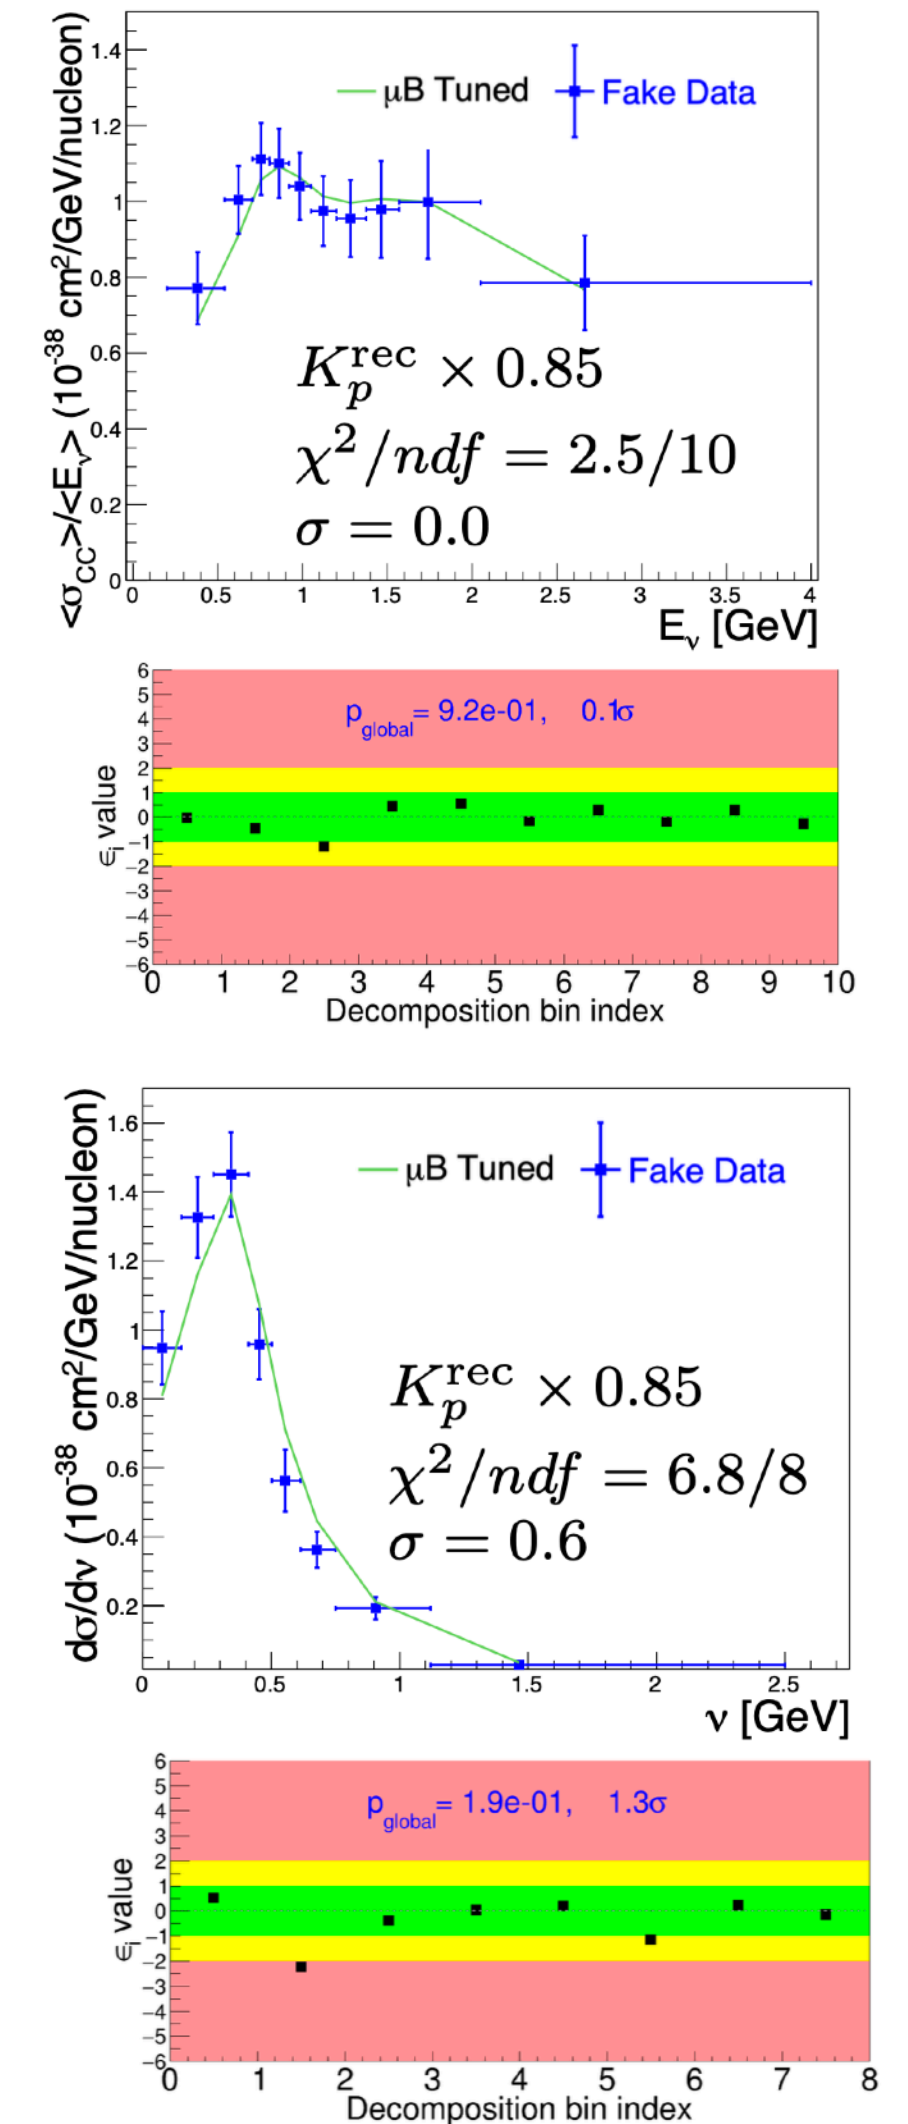 <σ_CC>/<E_ν> (10^-38 cm^2/GeV/nucleon)
1.4
1.2
1
0.8
0.6
0.4
0.2
0
μB Tuned
Fake Data
K_p^rec × 0.85
χ^2/ndf = 2.5/10
σ = 0.0
0 0.5 1 1.5 2 2.5 3 3.5 4
E_ν [GeV]
p_global= 9.2e-01, 0.1σ
∈_i value
6
5
4
3
2
1
0
−1
−2
−3
−4
−5
−6
0 1 2 3 4 5 6 7 8 9 10
Decomposition bin index
dσ/dν (10^-38 cm^2/GeV/nucleon)
1.6
1.4
1.2
1
0.8
0.6
0.4
0.2
μB Tuned
Fake Data
K_p^rec × 0.85
χ^2/ndf = 6.8/8
σ = 0.6
0 0.5 1 1.5 2 2.5
ν [GeV]
p_global= 1.9e-01, 1.3σ
∈_i value
6
5
4
3
2
1
0
−1
−2
−3
−4
−5
−6
0 1 2 3 4 5 6 7 8
Decomposition bin index